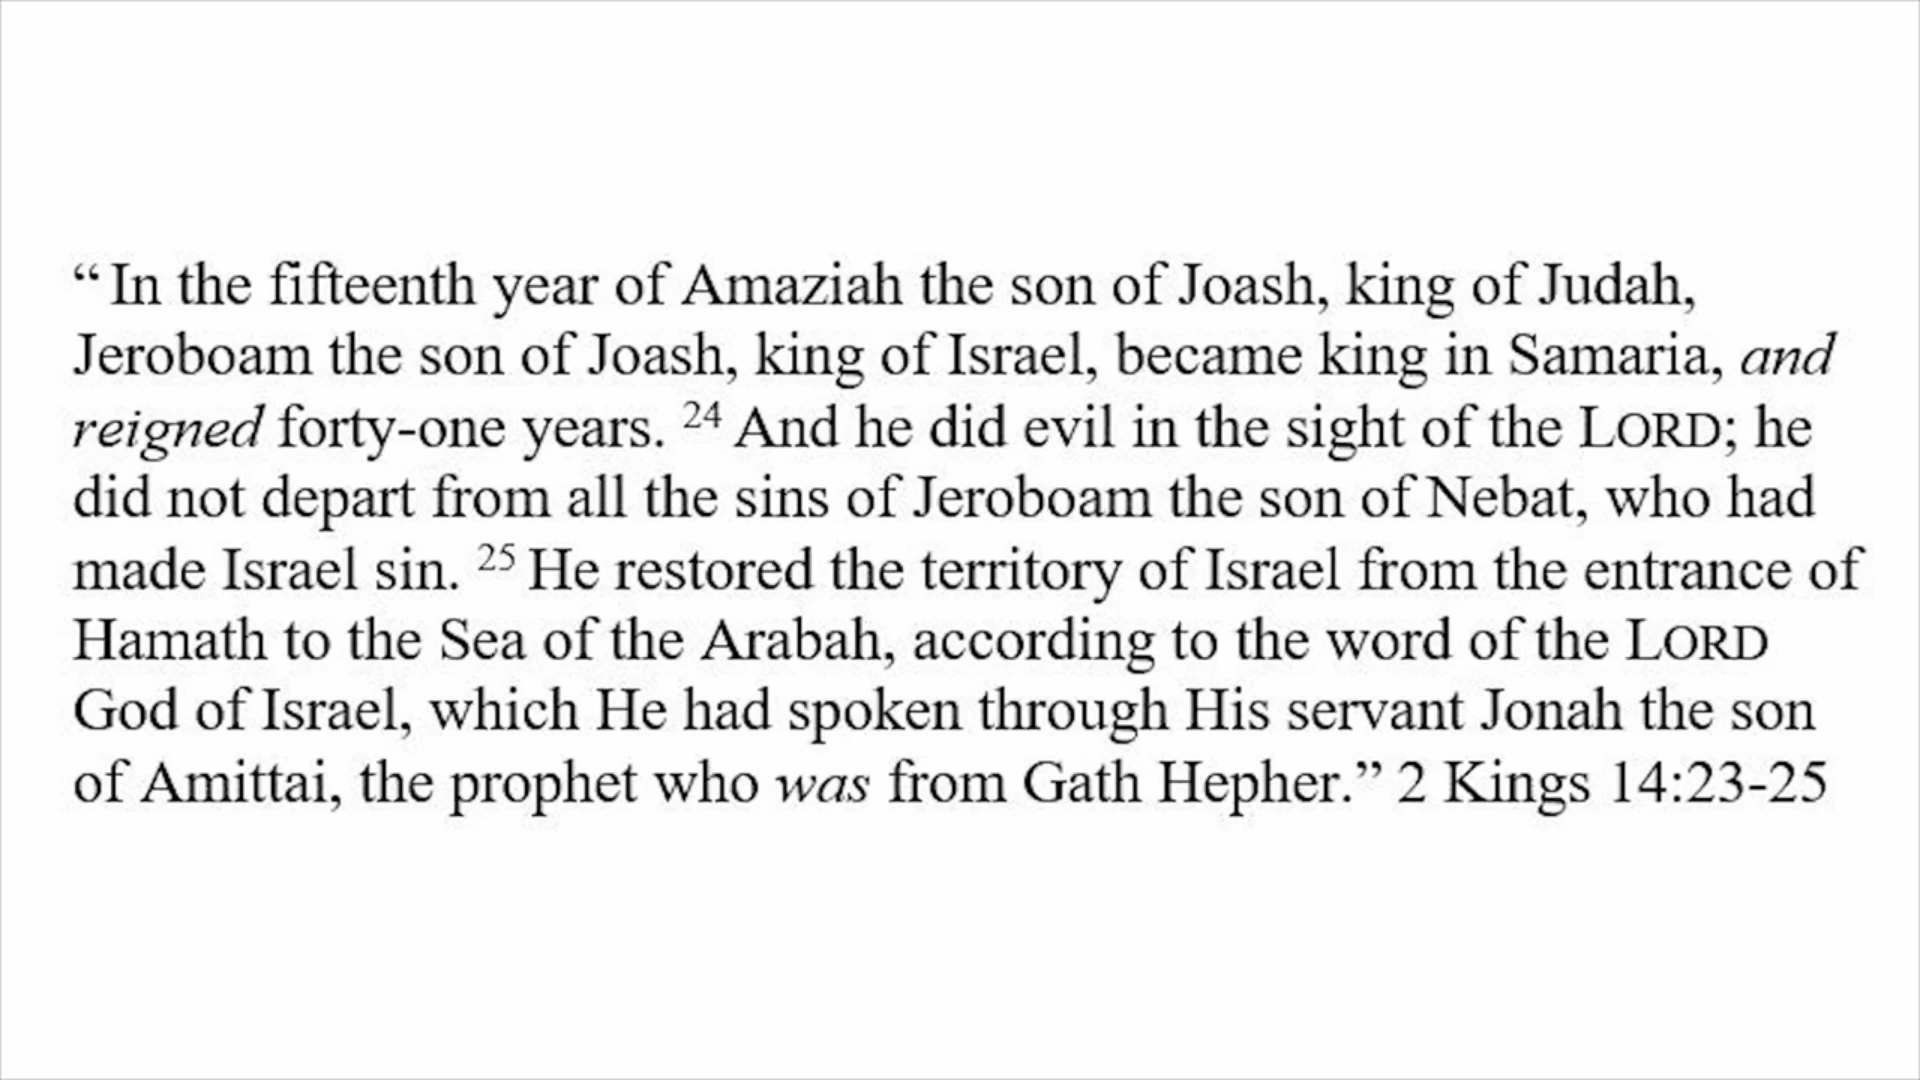 “In the fifteenth year of Amaziah the son of Joash, king of Judah,
Jeroboam the son of Joash, king of Israel, became king in Samaria, and
reigned forty-one years. 24 And he did evil in the sight of the LORD; he
did not depart from all the sins of Jeroboam the son of Nebat, who had
made Israel sin. 25 He restored the territory of Israel from the entrance of
Hamath to the Sea of the Arabah, according to the word of the LORD
God of Israel, which He had spoken through His servant Jonah the son
of Amittai, the prophet who was from Gath Hepher.” 2 Kings 14:23-25